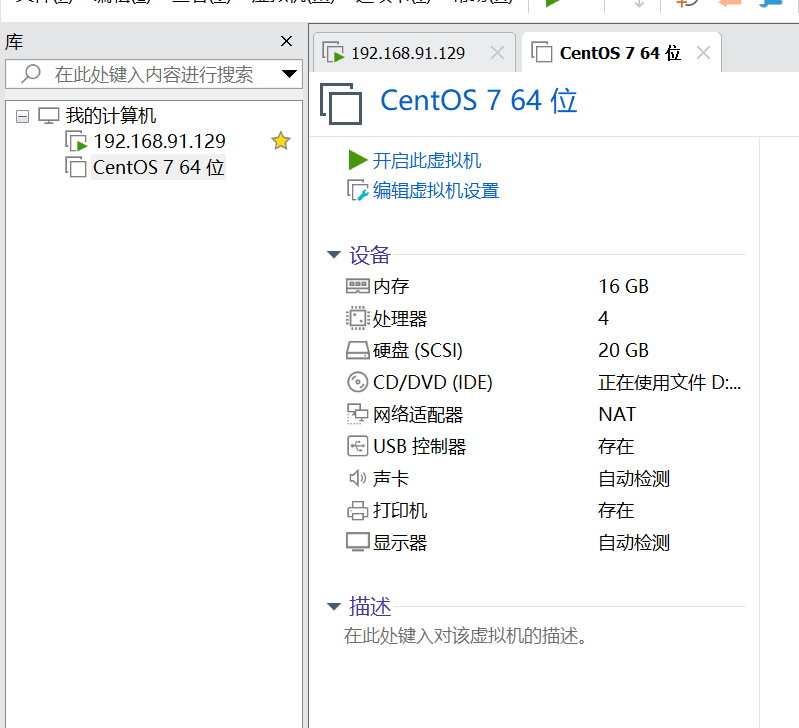 库
在此处键入内容进行搜索
我的计算机
192.168.91.129
CentOS 7 64 位
192.168.91.129
CentOS 7 64 位
CentOS 7 64 位
开启此虚拟机
编辑虚拟机设置
设备
内存 16 GB
处理器 4
硬盘 (SCSI) 20 GB
CD/DVD (IDE) 正在使用文件 D:...
网络适配器 NAT
USB 控制器 存在
声卡 自动检测
打印机 存在
显示器 自动检测
描述
在此处键入对该虚拟机的描述。